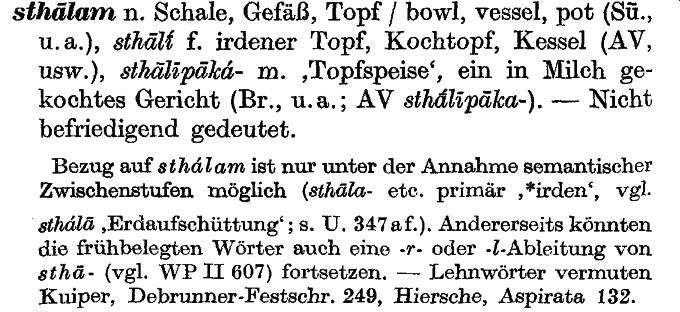 sthālam n. Schale, Gefäß, Topf / bowl, vessel, pot (Sū̃.,
u. a.), sthālī́ f. irdener Topf, Kochtopf, Kessel (AV,
usw.), sthālīpāká- m. ‚Topfspeise‘, ein in Milch ge-
kochtes Gericht (Br., u. a.; AV sthā́līpāka-). — Nicht
befriedigend gedeutet.
Bezug auf sthálam ist nur unter der Annahme semantischer
Zwischenstufen möglich (sthāla- etc. primär ‚*irden‘, vgl.
sthálā ‚Erdaufschüttung‘; s. U. 347 a f.). Andererseits könnten
die frühbelegten Wörter auch eine -r- oder -l-Ableitung von
sthā- (vgl. WP II 607) fortsetzen. — Lehnwörter vermuten
Kuiper, Debrunner-Festschr. 249, Hiersche, Aspirata 132.